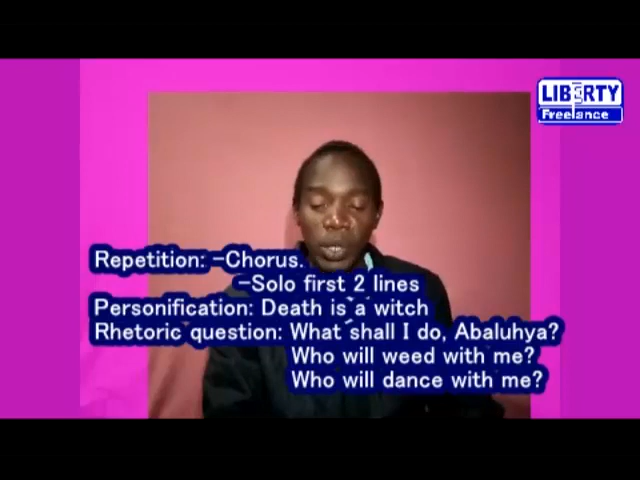 LIBERTY
Freelance
Repetition: -Chorus.
-Solo first 2 lines
Personification: Death is a witch
Rhetoric question: What shall I do, Abaluhya?
Who will weed with me?
Who will dance with me?